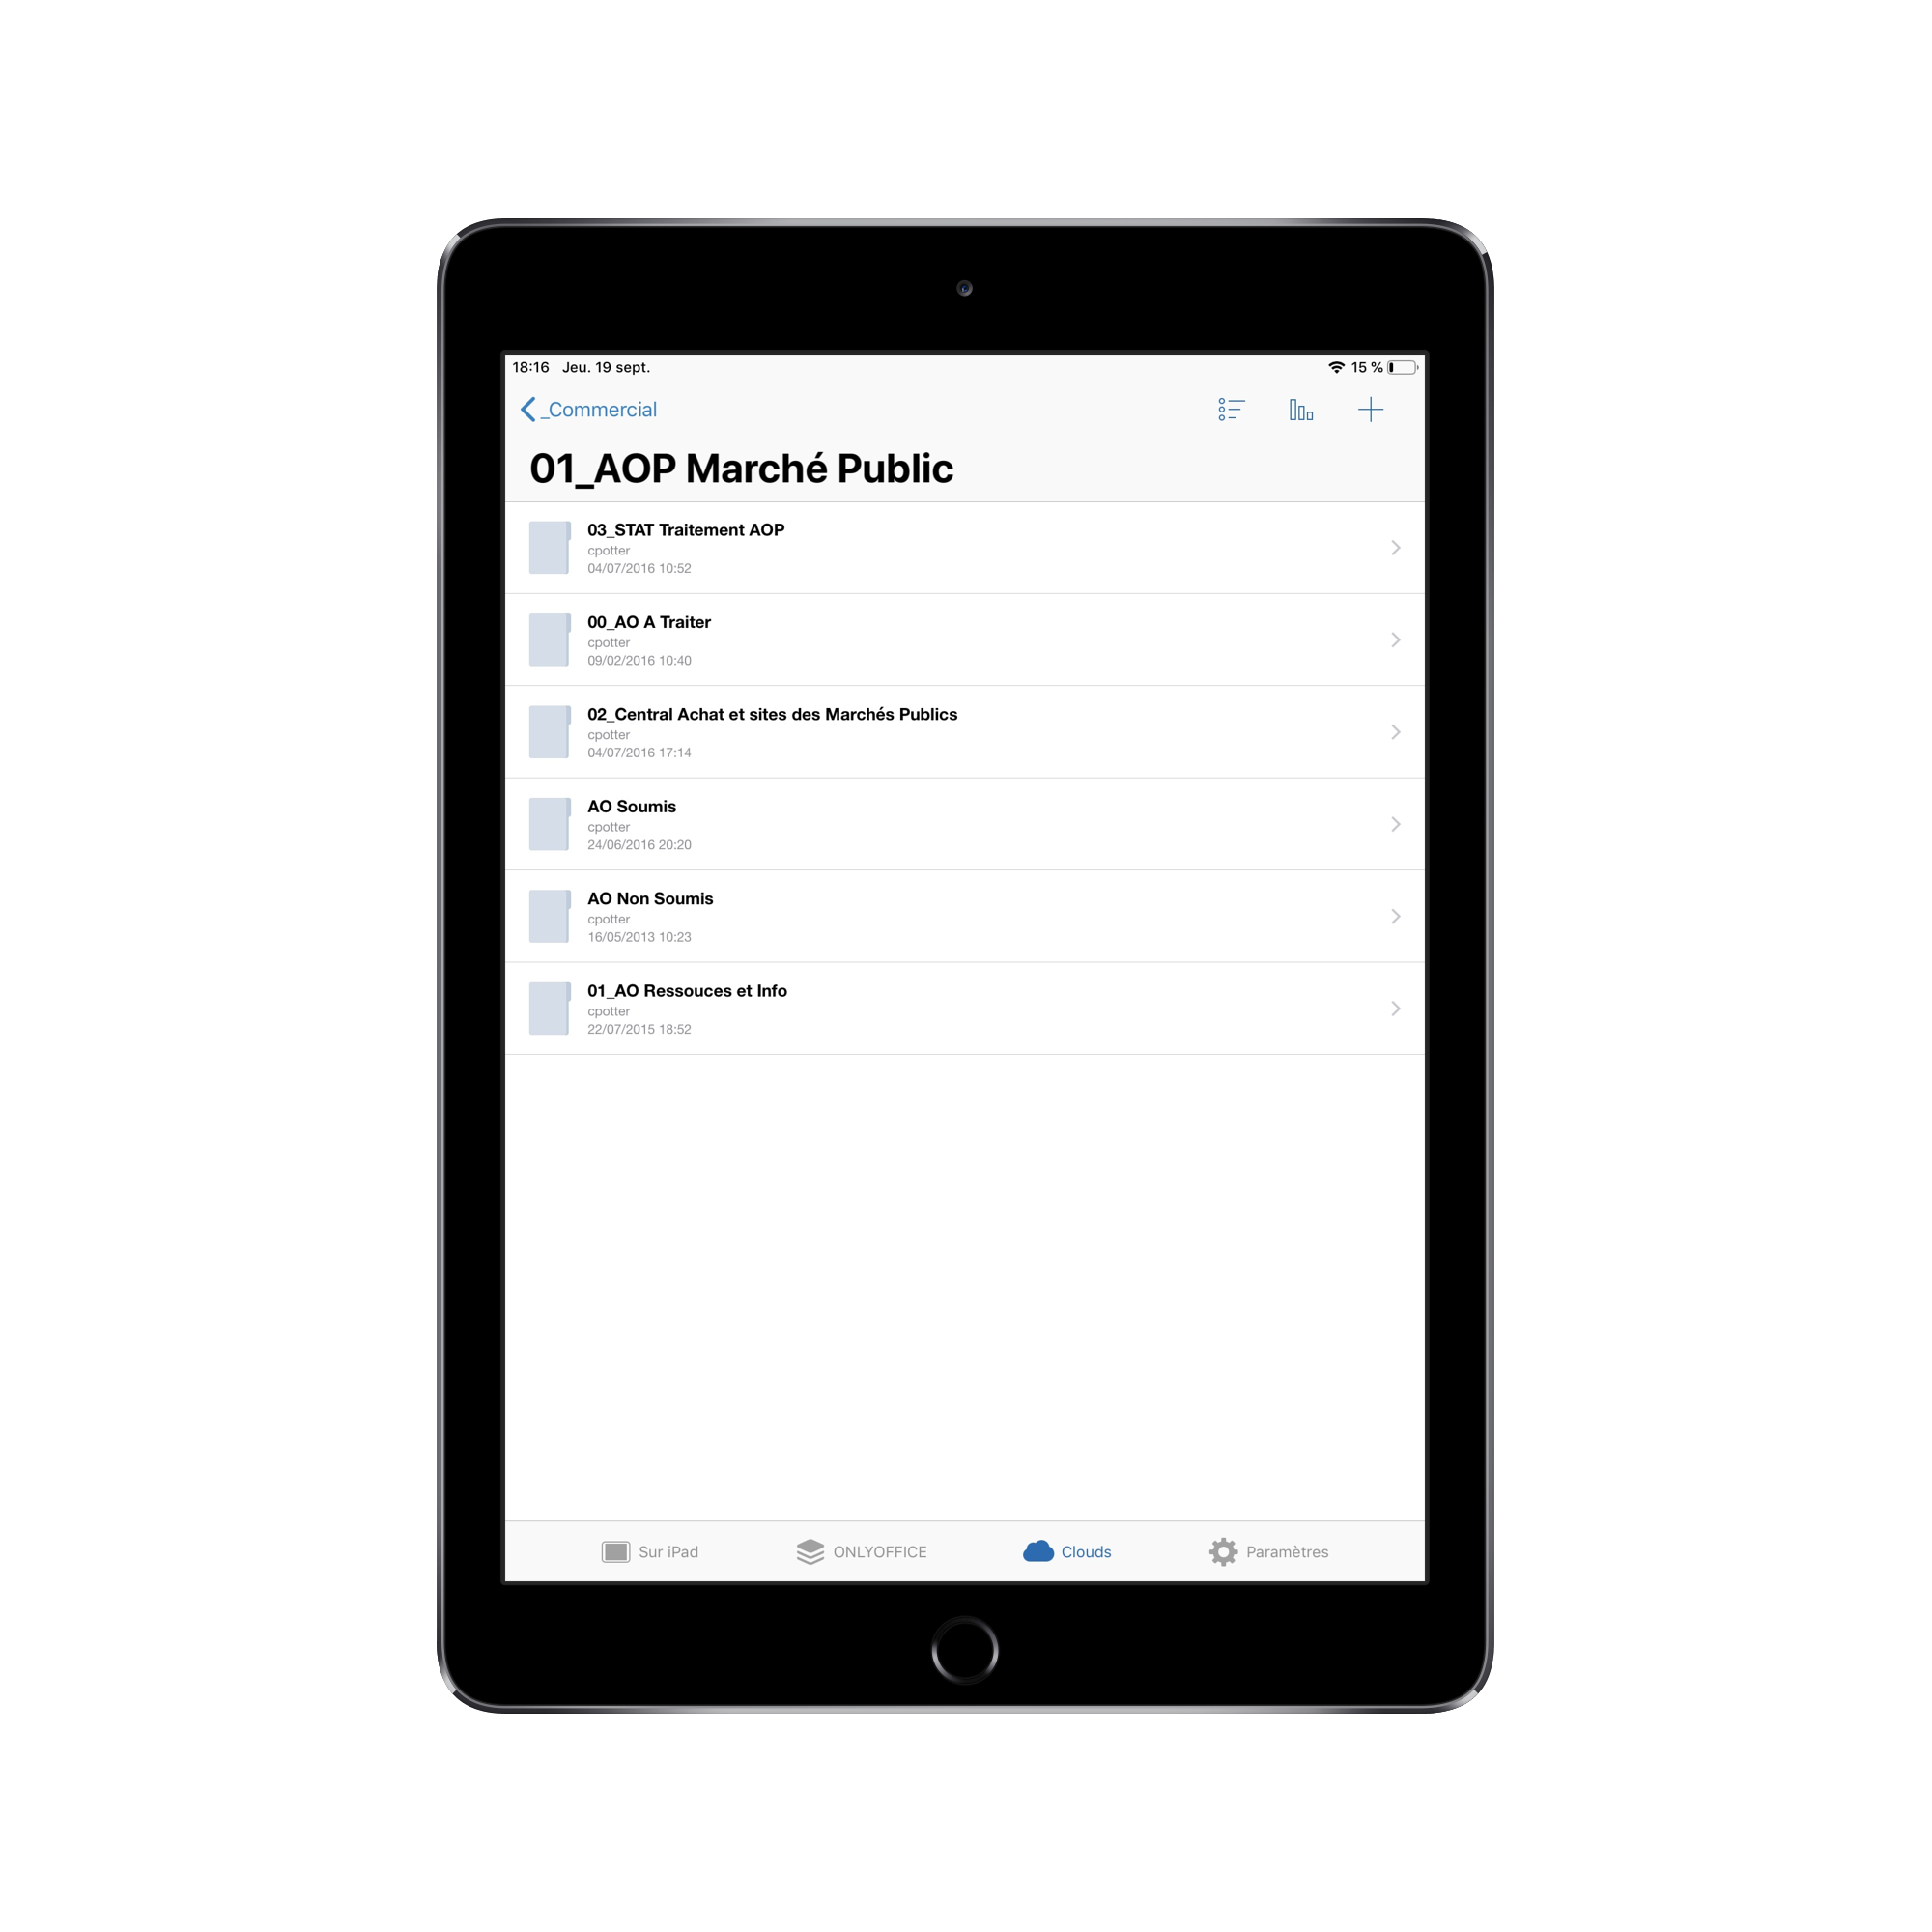 18:16 Jeu. 19 sept. 15 %
_Commercial
01_AOP Marché Public
03_STAT Traitement AOP
cpotter
04/07/2016 10:52
00_AO A Traiter
cpotter
09/02/2016 10:40
02_Central Achat et sites des Marchés Publics
cpotter
04/07/2016 17:14
AO Soumis
cpotter
24/06/2016 20:20
AO Non Soumis
cpotter
16/05/2013 10:23
01_AO Ressouces et Info
cpotter
22/07/2015 18:52
Sur iPad ONLYOFFICE Clouds Paramètres